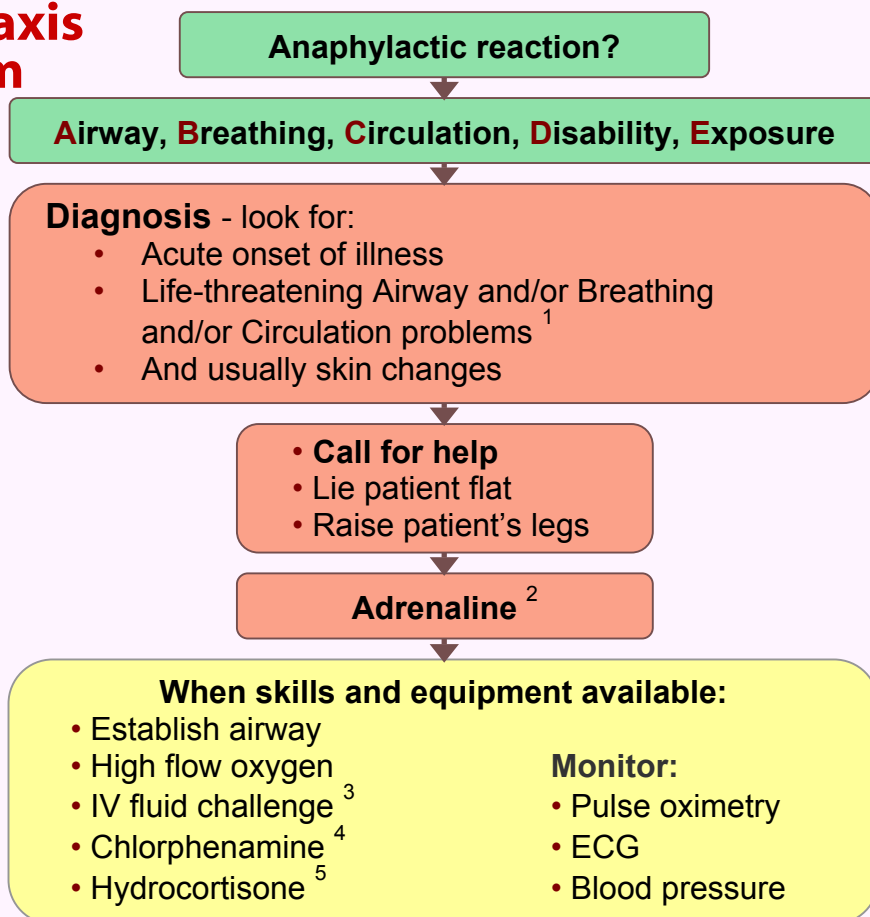 axis
m
Anaphylactic reaction?
Airway, Breathing, Circulation, Disability, Exposure
Diagnosis - look for:
• Acute onset of illness
• Life-threatening Airway and/or Breathing
and/or Circulation problems 1
• And usually skin changes
• Call for help
• Lie patient flat
• Raise patient's legs
Adrenaline 2
When skills and equipment available:
• Establish airway
• High flow oxygen
• IV fluid challenge 3
• Chlorphenamine 4
• Hydrocortisone 5
Monitor:
• Pulse oximetry
• ECG
• Blood pressure